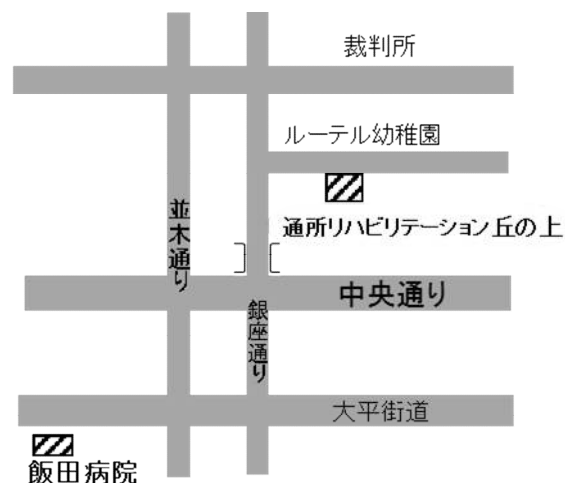 裁判所
ルーテル幼稚園
通所リハビリテーション丘の上
並木通り
中央通り
銀座通り
大平街道
飯田病院